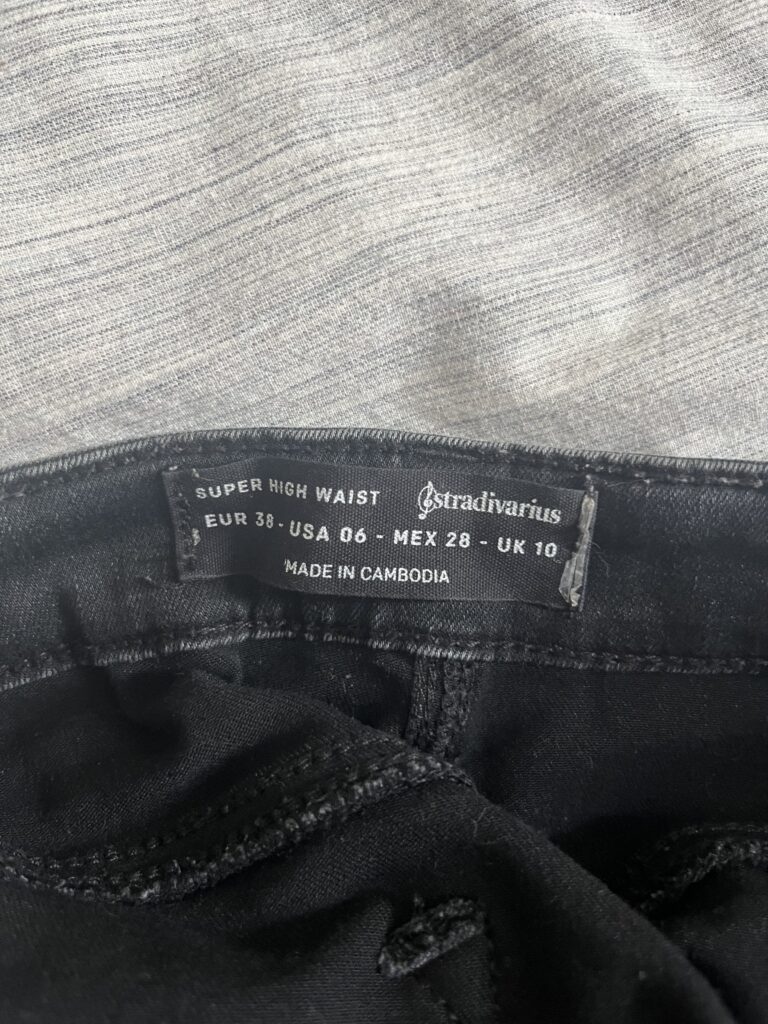 SUPER HIGH WAIST stradivarius
EUR 38 - USA 06 - MEX 28 - UK 10
MADE IN CAMBODIA